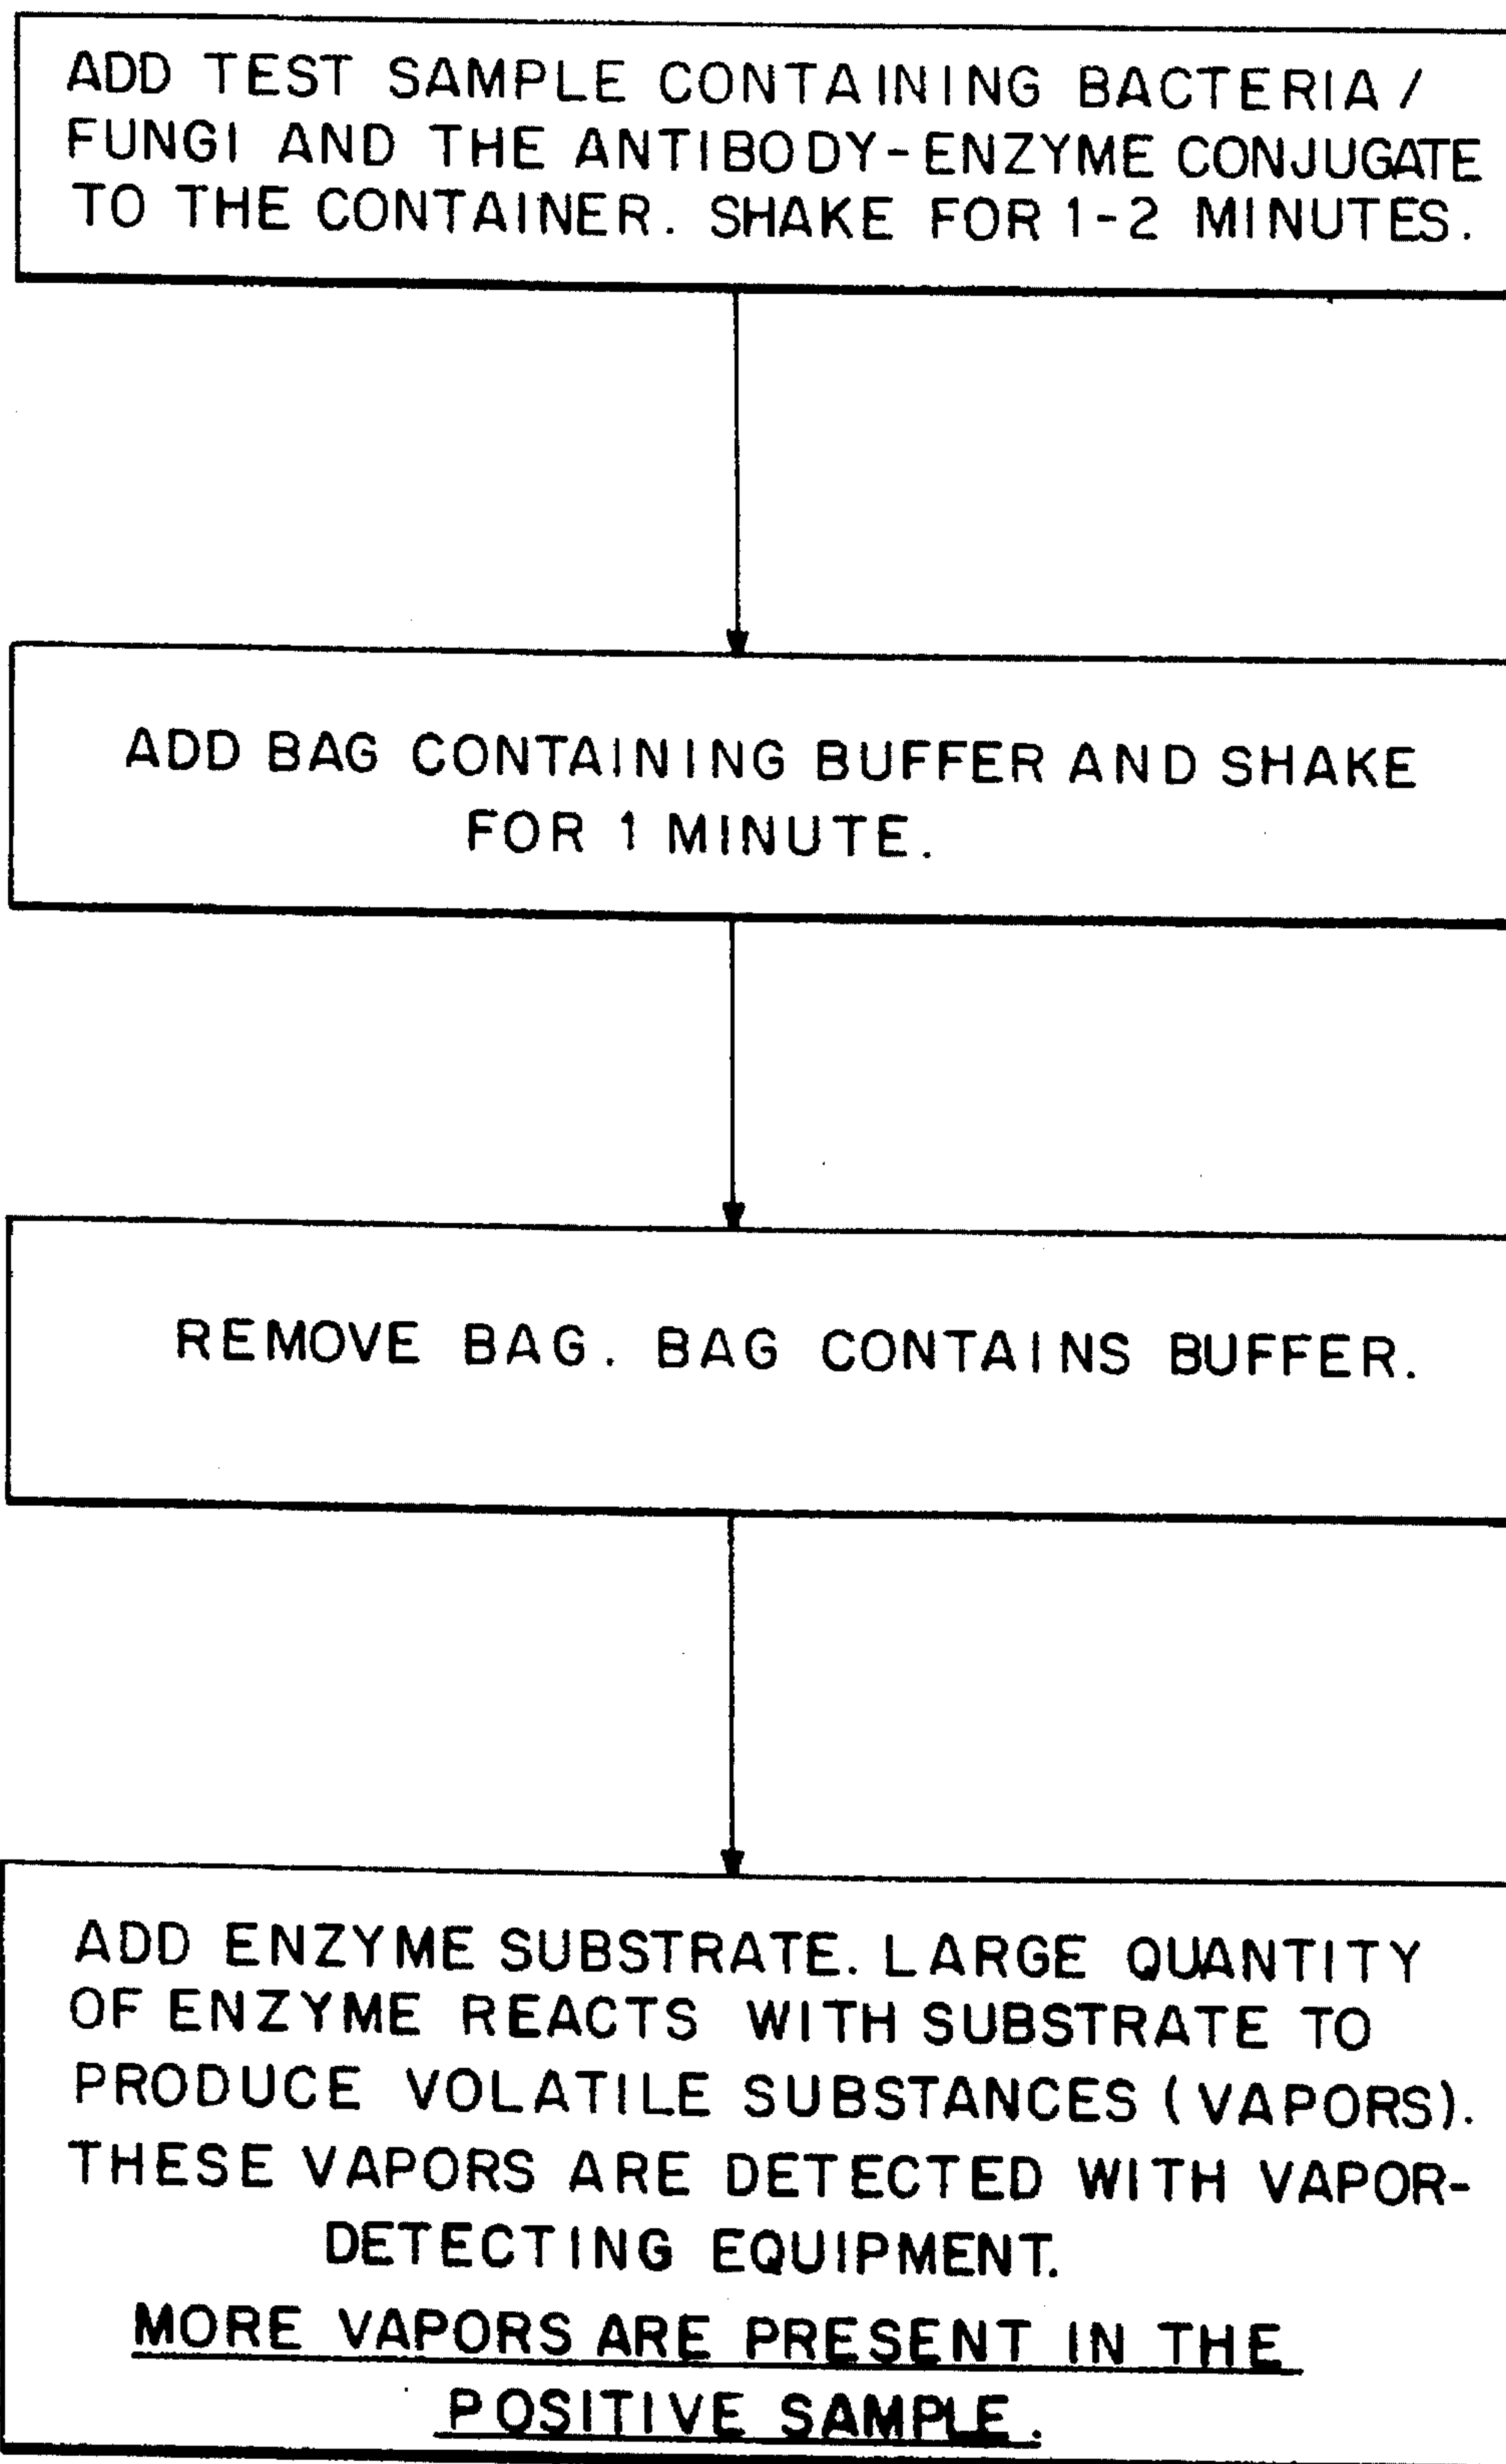 ADD TEST SAMPLE CONTAINING BACTERIA /
FUNGI AND THE ANTIBODY-ENZYME CONJUGATE
TO THE CONTAINER. SHAKE FOR 1-2 MINUTES.
ADD BAG CONTAINING BUFFER AND SHAKE
FOR 1 MINUTE.
REMOVE BAG. BAG CONTAINS BUFFER.
ADD ENZYME SUBSTRATE. LARGE QUANTITY
OF ENZYME REACTS WITH SUBSTRATE TO
PRODUCE VOLATILE SUBSTANCES (VAPORS).
THESE VAPORS ARE DETECTED WITH VAPOR-
DETECTING EQUIPMENT.
MORE VAPORS ARE PRESENT IN THE
POSITIVE SAMPLE.